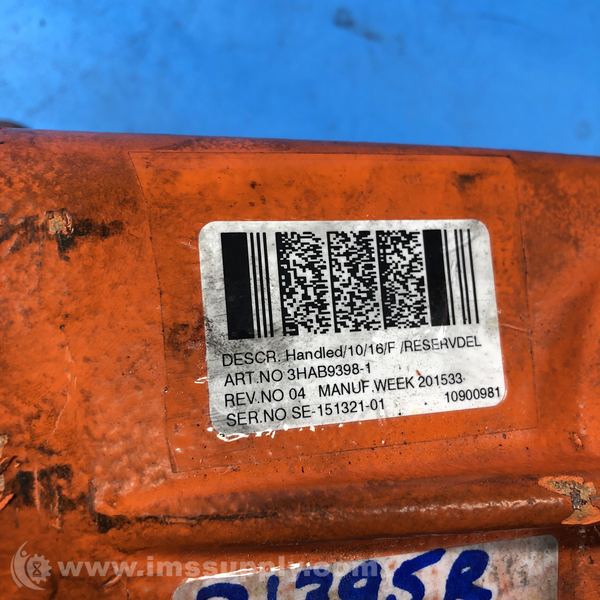 DESCR. Handled/10/16/F /RESERVDEL
ART.NO 3HAB9398-1
REV.NO 04 MANUF.WEEK 201533
SER.NO SE-151321-01 10900981
www.imssupply.com